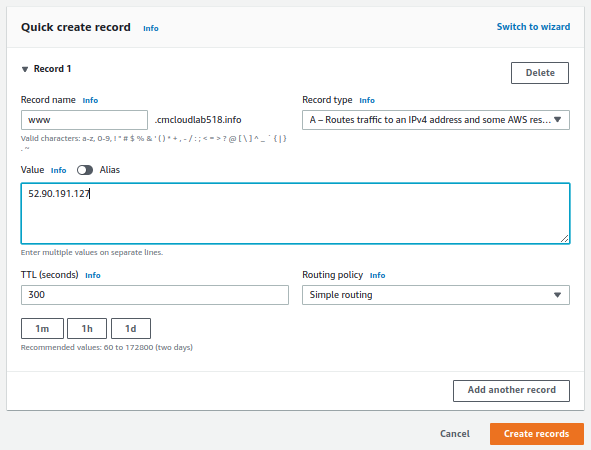 Quick create record Info Switch to wizard
Record 1
Delete
Record name Info Record type Info
www .cmcloudlab518.info A – Routes traffic to an IPv4 address and some AWS res...
Valid characters: a-z, 0-9, ! " # $ % & ' ( ) * + , - / : ; < = > ? @ [ \ ] ^ _ ` { | }
. ~
Value Info Alias
52.90.191.127
Enter multiple values on separate lines.
TTL (seconds) Info Routing policy Info
300 Simple routing
1m 1h 1d
Recommended values: 60 to 172800 (two days)
Add another record
Cancel Create records